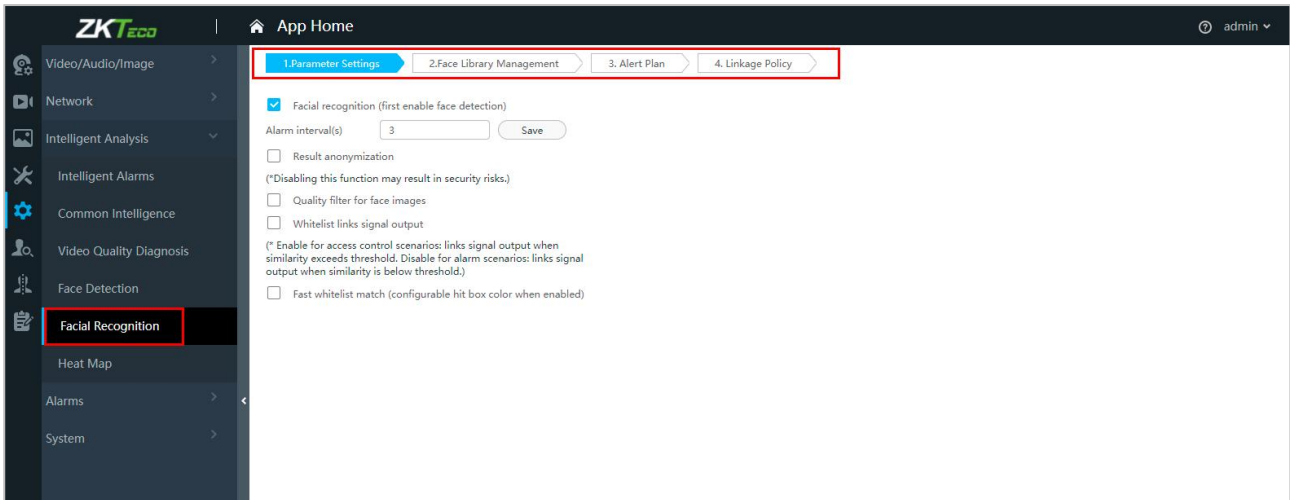 ZKTeco
App Home
admin
Video/Audio/Image
Network
Intelligent Analysis
Intelligent Alarms
Common Intelligence
Video Quality Diagnosis
Face Detection
Facial Recognition
Heat Map
Alarms
System
1.Parameter Settings
2.Face Library Management
3. Alert Plan
4. Linkage Policy
Facial recognition (first enable face detection)
Alarm interval(s)
3
Save
Result anonymization
(*Disabling this function may result in security risks.)
Quality filter for face images
Whitelist links signal output
(* Enable for access control scenarios: links signal output when
similarity exceeds threshold. Disable for alarm scenarios: links signal
output when similarity is below threshold.)
Fast whitelist match (configurable hit box color when enabled)